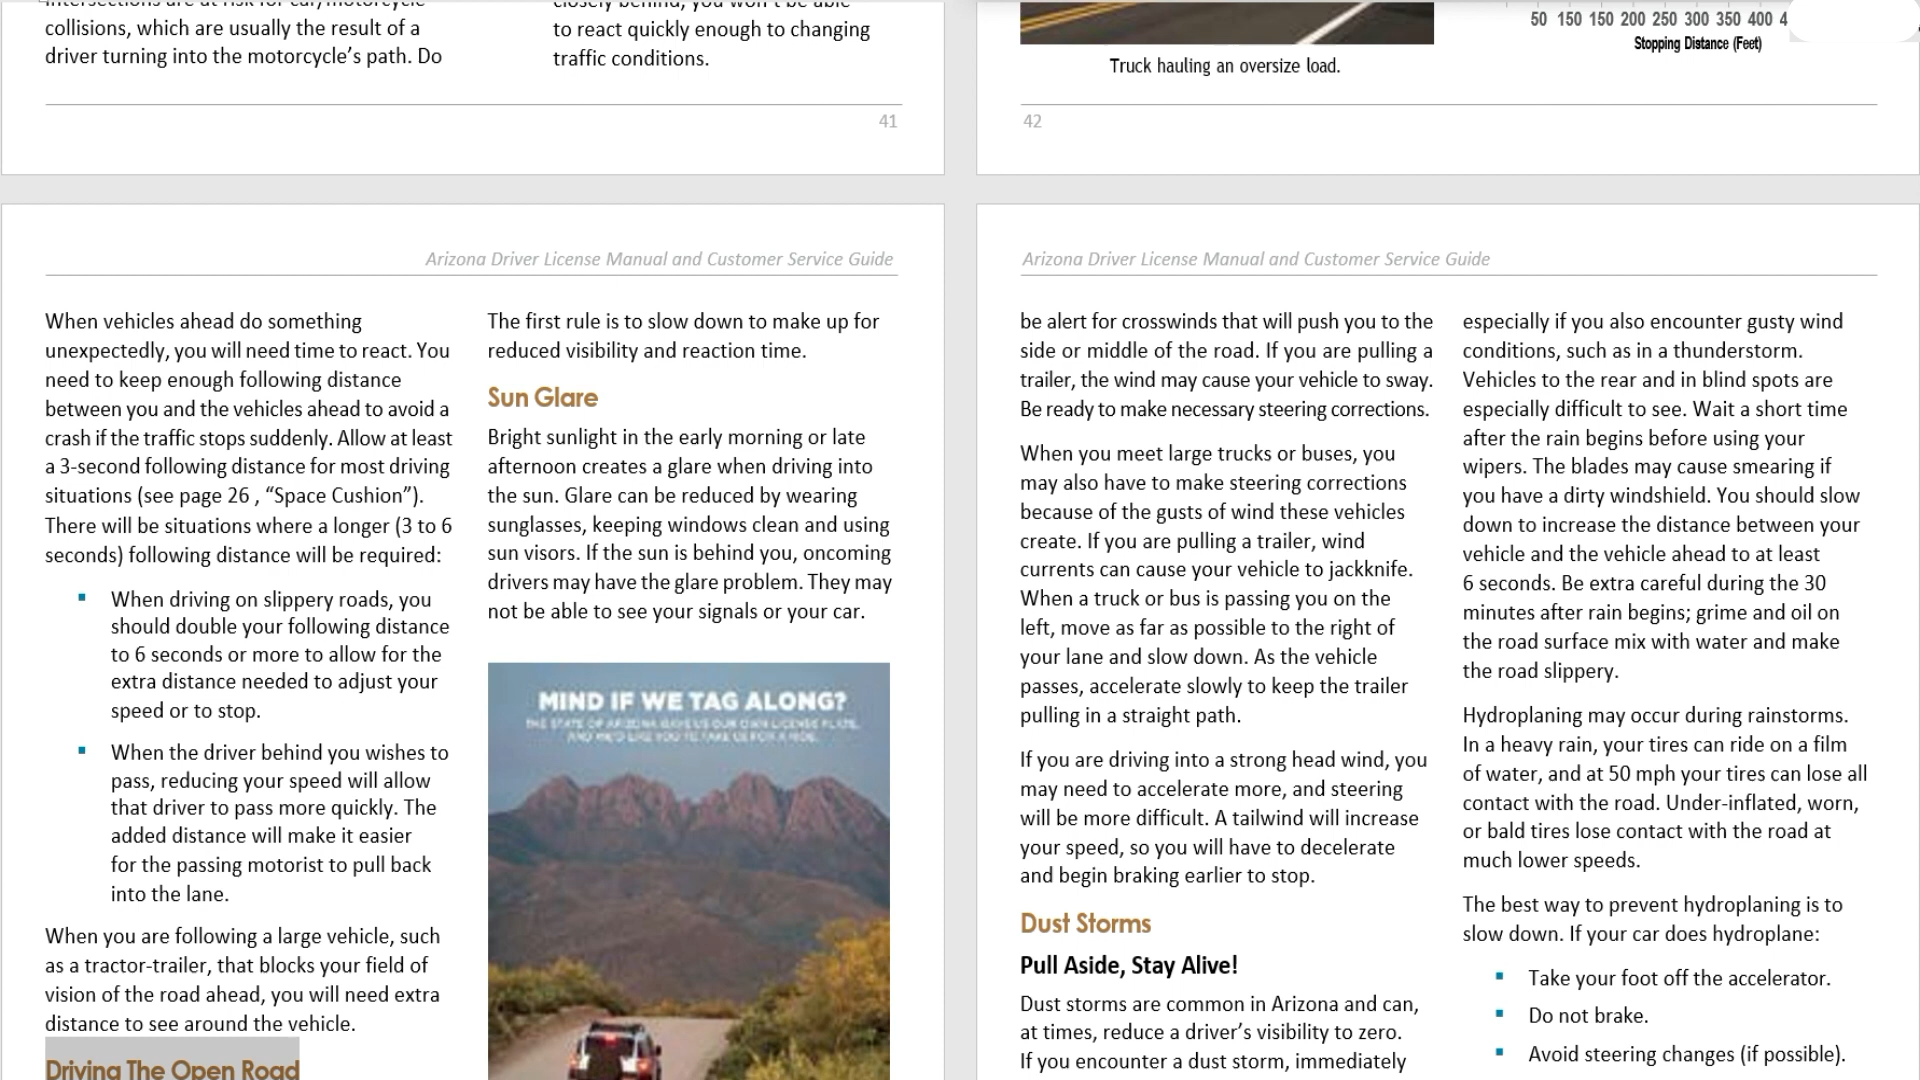 intersections are at risk for car/motorcycle
collisions, which are usually the result of a
driver turning into the motorcycle’s path. Do
closely behind, you won’t be able
to react quickly enough to changing
traffic conditions.
41
Truck hauling an oversize load.
50 150 150 200 250 300 350 400 4
Stopping Distance (Feet)
42
Arizona Driver License Manual and Customer Service Guide
When vehicles ahead do something
unexpectedly, you will need time to react. You
need to keep enough following distance
between you and the vehicles ahead to avoid a
crash if the traffic stops suddenly. Allow at least
a 3-second following distance for most driving
situations (see page 26 , “Space Cushion”).
There will be situations where a longer (3 to 6
seconds) following distance will be required:
▪ When driving on slippery roads, you
should double your following distance
to 6 seconds or more to allow for the
extra distance needed to adjust your
speed or to stop.
▪ When the driver behind you wishes to
pass, reducing your speed will allow
that driver to pass more quickly. The
added distance will make it easier
for the passing motorist to pull back
into the lane.
When you are following a large vehicle, such
as a tractor-trailer, that blocks your field of
vision of the road ahead, you will need extra
distance to see around the vehicle.
Driving The Open Road
The first rule is to slow down to make up for
reduced visibility and reaction time.
Sun Glare
Bright sunlight in the early morning or late
afternoon creates a glare when driving into
the sun. Glare can be reduced by wearing
sunglasses, keeping windows clean and using
sun visors. If the sun is behind you, oncoming
drivers may have the glare problem. They may
not be able to see your signals or your car.
MIND IF WE TAG ALONG?
THE STATE OF ARIZONA GAVE US OUR OWN LICENSE PLATE.
AND WE'D LIKE YOU TO TAKE US FOR A RIDE.
Arizona Driver License Manual and Customer Service Guide
be alert for crosswinds that will push you to the
side or middle of the road. If you are pulling a
trailer, the wind may cause your vehicle to sway.
Be ready to make necessary steering corrections.
When you meet large trucks or buses, you
may also have to make steering corrections
because of the gusts of wind these vehicles
create. If you are pulling a trailer, wind
currents can cause your vehicle to jackknife.
When a truck or bus is passing you on the
left, move as far as possible to the right of
your lane and slow down. As the vehicle
passes, accelerate slowly to keep the trailer
pulling in a straight path.
If you are driving into a strong head wind, you
may need to accelerate more, and steering
will be more difficult. A tailwind will increase
your speed, so you will have to decelerate
and begin braking earlier to stop.
Dust Storms
Pull Aside, Stay Alive!
Dust storms are common in Arizona and can,
at times, reduce a driver’s visibility to zero.
If you encounter a dust storm, immediately
especially if you also encounter gusty wind
conditions, such as in a thunderstorm.
Vehicles to the rear and in blind spots are
especially difficult to see. Wait a short time
after the rain begins before using your
wipers. The blades may cause smearing if
you have a dirty windshield. You should slow
down to increase the distance between your
vehicle and the vehicle ahead to at least
6 seconds. Be extra careful during the 30
minutes after rain begins; grime and oil on
the road surface mix with water and make
the road slippery.
Hydroplaning may occur during rainstorms.
In a heavy rain, your tires can ride on a film
of water, and at 50 mph your tires can lose all
contact with the road. Under-inflated, worn,
or bald tires lose contact with the road at
much lower speeds.
The best way to prevent hydroplaning is to
slow down. If your car does hydroplane:
▪ Take your foot off the accelerator.
▪ Do not brake.
▪ Avoid steering changes (if possible).